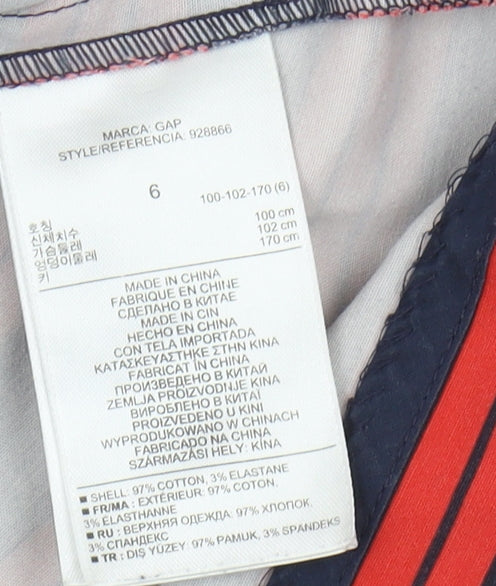 MARCA: GAP
STYLE/REFERENCIA: 928866
6 100-102-170 (6)
호칭
신체치수
가슴둘레 100 cm
엉덩이둘레 102 cm
키 170 cm
MADE IN CHINA
FABRIQUE EN CHINE
СДЕЛАНО В КИТАЕ
MADE IN CIN
HECHO EN CHINA
CON TELA IMPORTADA
ΚΑΤΑΣΚΕΥΑΣΤΗΚΕ ΣΤΗΝ ΚΙΝΑ
FABRICAT ÎN CHINA
ПРОИЗВЕДЕНО В КИТАЙ
ZEMLJA PROIZVODNJE KINA
ВИРОБЛЕНО В КИТАЇ
PROIZVEDENO U KINI
WYPRODUKOWANO W CHINACH
FABRICADO NA CHINA
SZÁRMAZÁSI HELY: KÍNA
■ SHELL: 97% COTTON, 3% ELASTANE
■ FR/MA : EXTÉRIEUR: 97% COTON,
3% ÉLASTHANNE
■ RU : ВЕРХНЯЯ ОДЕЖДА: 97% ХЛОПОК,
3% СПАНДЕКС
■ TR : DIŞ YÜZEY: 97% PAMUK, 3% SPANDEKS